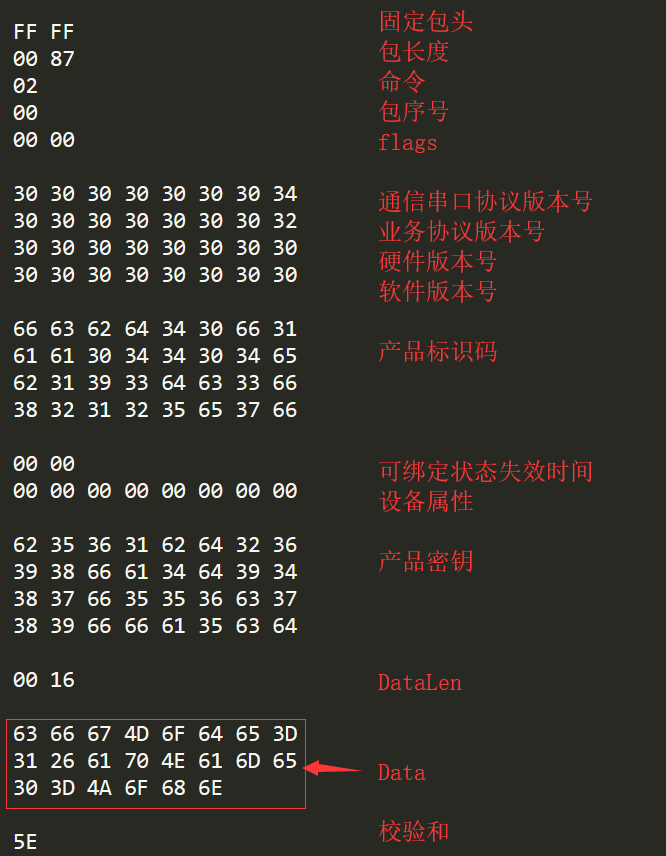 FF FF 固定包头
00 87 包长度
02 命令
00 包序号
00 00 flags
30 30 30 30 30 30 30 34 通信串口协议版本号
30 30 30 30 30 30 30 32 业务协议版本号
30 30 30 30 30 30 30 30 硬件版本号
30 30 30 30 30 30 30 30 软件版本号
66 63 62 64 34 30 66 31 产品标识码
61 61 30 34 34 30 34 65
62 31 39 33 64 63 33 66
38 32 31 32 35 65 37 66
00 00 可绑定状态失效时间
00 00 00 00 00 00 00 00 设备属性
62 35 36 31 62 64 32 36 产品密钥
39 38 66 61 34 64 39 34
38 37 66 35 35 36 63 37
38 39 66 66 61 35 63 64
00 16 DataLen
63 66 67 4D 6F 64 65 3D
31 26 61 70 4E 61 6D 65 Data
30 3D 4A 6F 68 6E
5E 校验和